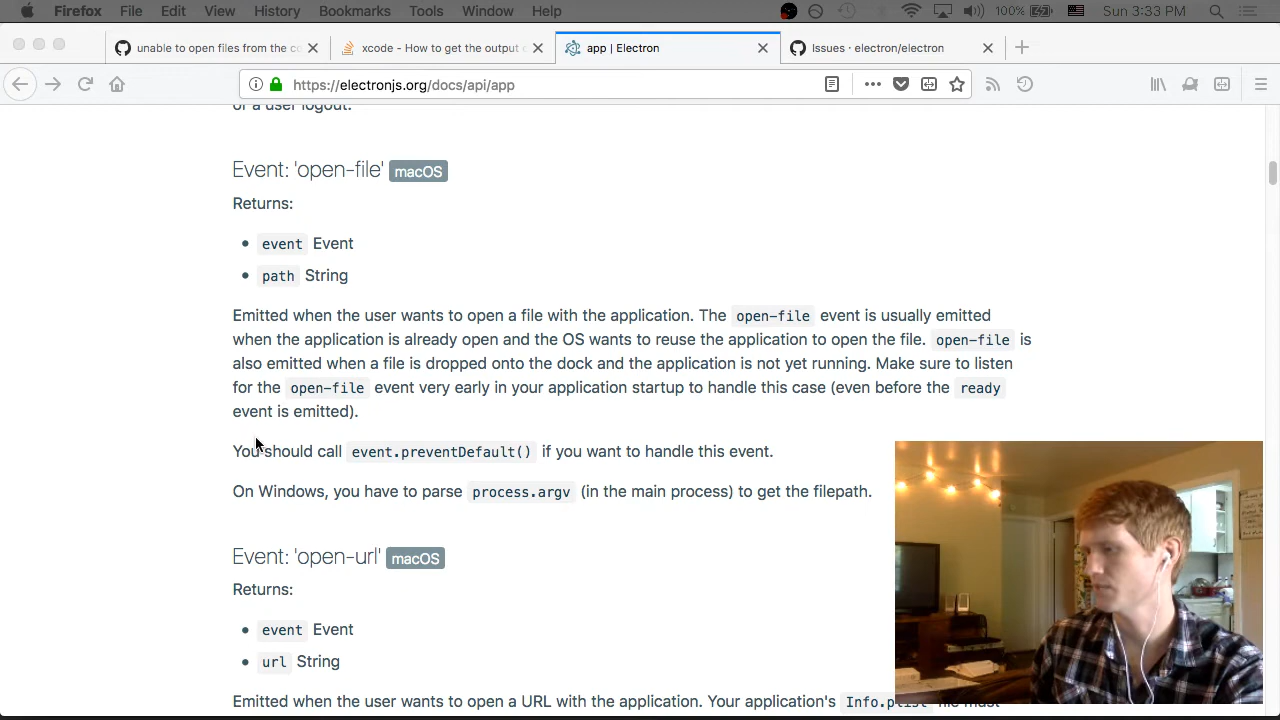 Firefox File Edit View History Bookmarks Tools Window Help 100% Sun 3:33 PM
unable to open files from the co
xcode - How to get the output o
app | Electron
Issues · electron/electron
https://electronjs.org/docs/api/app
or a user logout.
Event: 'open-file' macOS
Returns:
event Event
path String
Emitted when the user wants to open a file with the application. The open-file event is usually emitted
when the application is already open and the OS wants to reuse the application to open the file. open-file is
also emitted when a file is dropped onto the dock and the application is not yet running. Make sure to listen
for the open-file event very early in your application startup to handle this case (even before the ready
event is emitted).
You should call event.preventDefault() if you want to handle this event.
On Windows, you have to parse process.argv (in the main process) to get the filepath.
Event: 'open-url' macOS
Returns:
event Event
url String
Emitted when the user wants to open a URL with the application. Your application's Info.plist file must